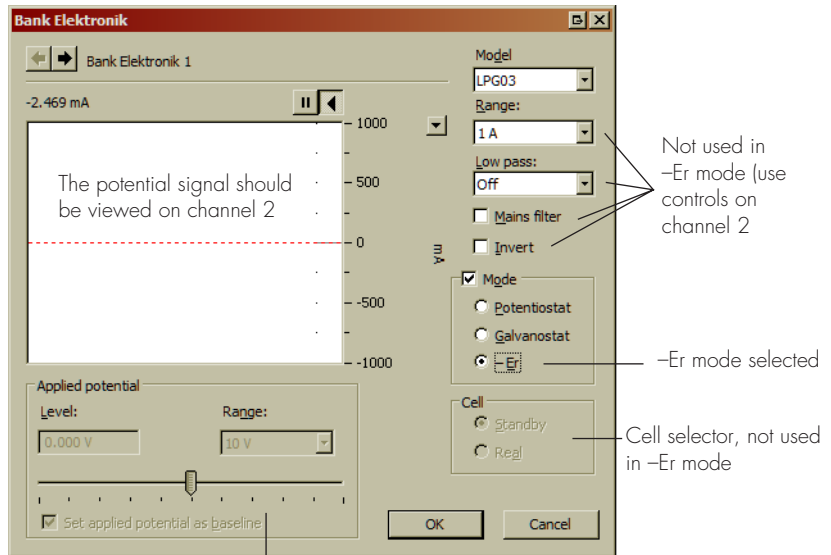 Bank Elektronik
Bank Elektronik 1
-2.469 mA
The potential signal should
be viewed on channel 2
1000
500
0
-500
-1000
mA
Model
LPG03
Range:
1 A
Low pass:
Off
Mains filter
Invert
Not used in
–Er mode (use
controls on
channel 2
Mode
Potentiostat
Galvanostat
– Er
–Er mode selected
Applied potential
Level:
Range:
0.000 V
10 V
Set applied potential as baseline
Cell
Standby
Real
Cell selector, not used
in –Er mode
OK
Cancel